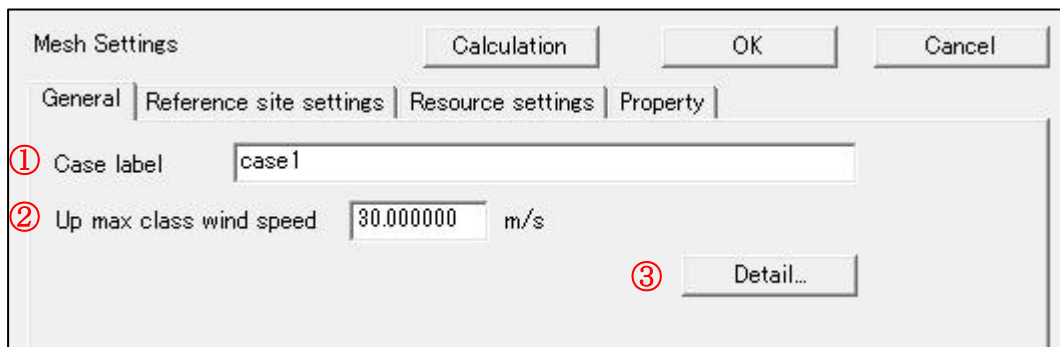 Mesh Settings Calculation OK Cancel
General Reference site settings Resource settings Property
① Case label case1
② Up max class wind speed 30.000000 m/s
③ Detail...